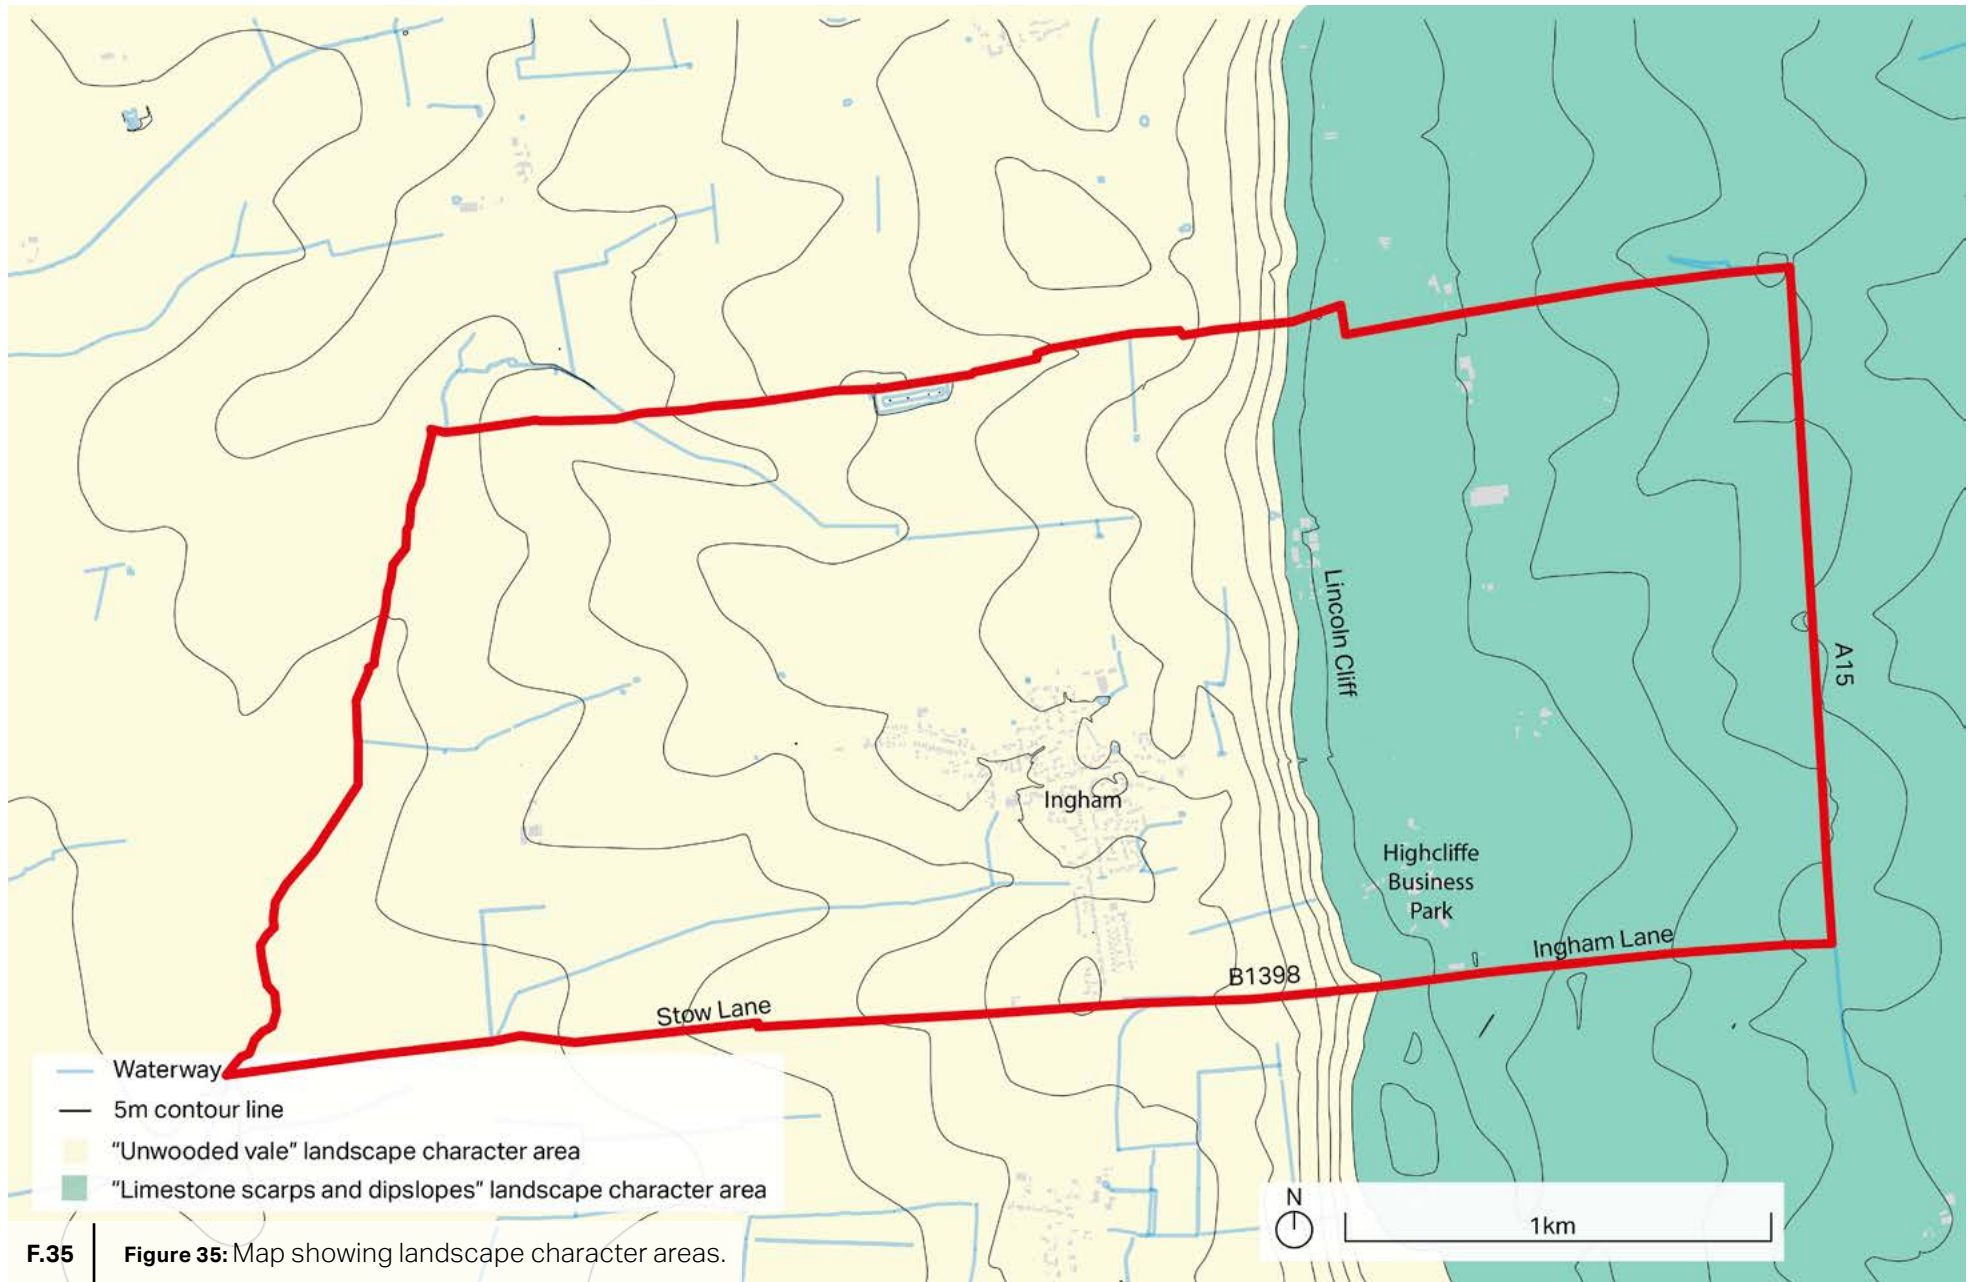 Lincoln Cliff
A15
Ingham
Highcliffe
Business
Park
Ingham Lane
B1398
Stow Lane
Waterway
5m contour line
“Unwooded vale” landscape character area
“Limestone scarps and dipslopes” landscape character area
N
1km
F.35
Figure 35: Map showing landscape character areas.